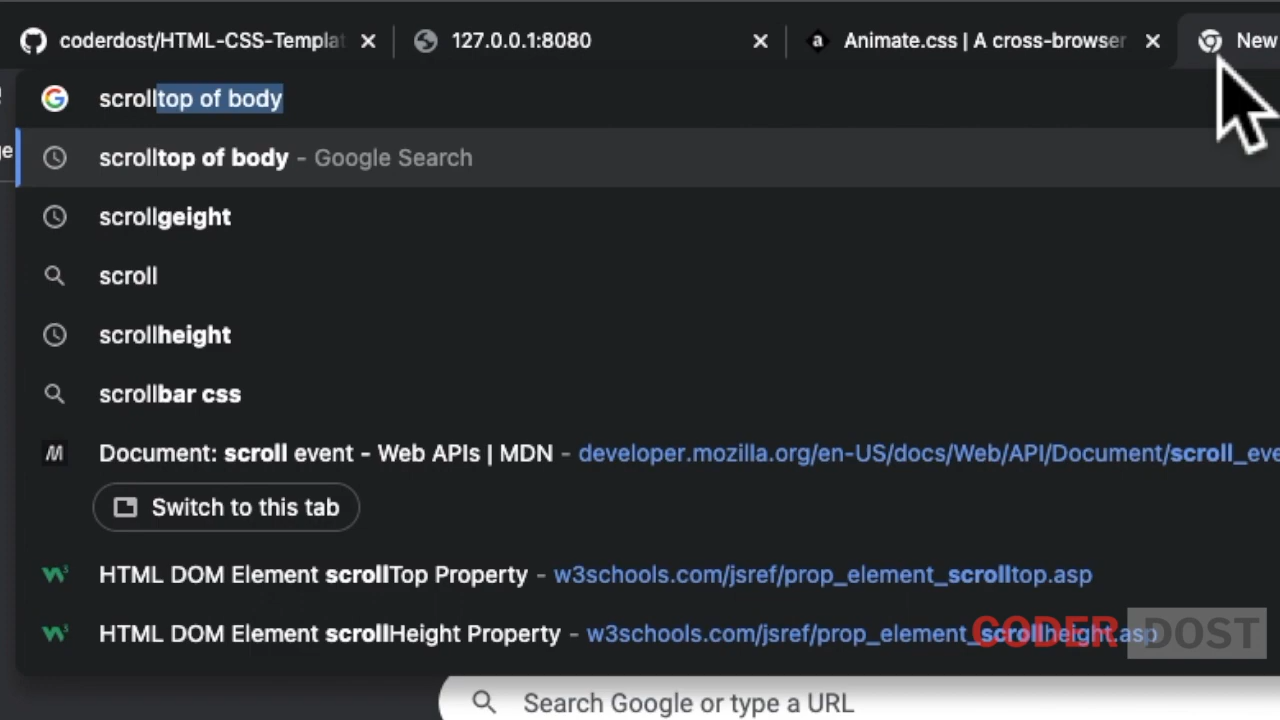 coderdost/HTML-CSS-Templat
127.0.0.1:8080
Animate.css | A cross-browser
New
scrolltop of body
scrolltop of body - Google Search
scrollgeight
scroll
scrollheight
scrollbar css
Document: scroll event - Web APIs | MDN - developer.mozilla.org/en-US/docs/Web/API/Document/scroll_eve
Switch to this tab
HTML DOM Element scrollTop Property - w3schools.com/jsref/prop_element_scrolltop.asp
HTML DOM Element scrollHeight Property - w3schools.com/jsref/prop_element_scrollheight.asp
CODER DOST
Search Google or type a URL